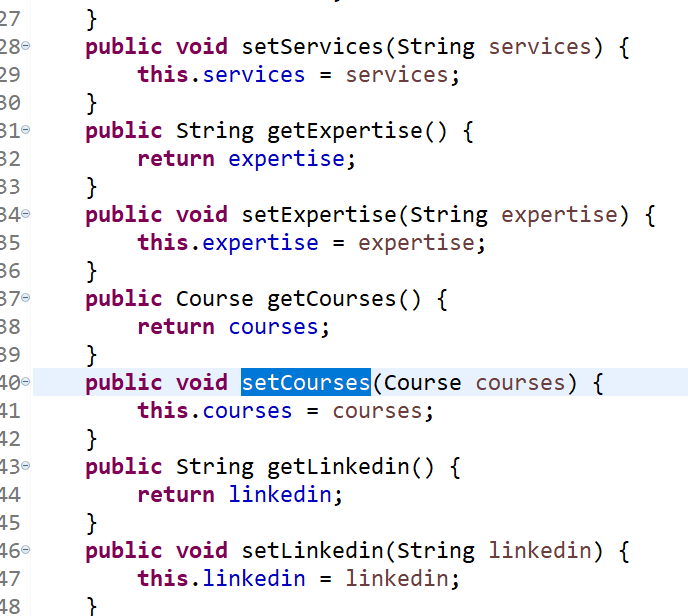 27 }
28 public void setServices(String services) {
29 this.services = services;
30 }
31 public String getExpertise() {
32 return expertise;
33 }
34 public void setExpertise(String expertise) {
35 this.expertise = expertise;
36 }
37 public Course getCourses() {
38 return courses;
39 }
40 public void setCourses(Course courses) {
41 this.courses = courses;
42 }
43 public String getLinkedin() {
44 return linkedin;
45 }
46 public void setLinkedin(String linkedin) {
47 this.linkedin = linkedin;
48 }